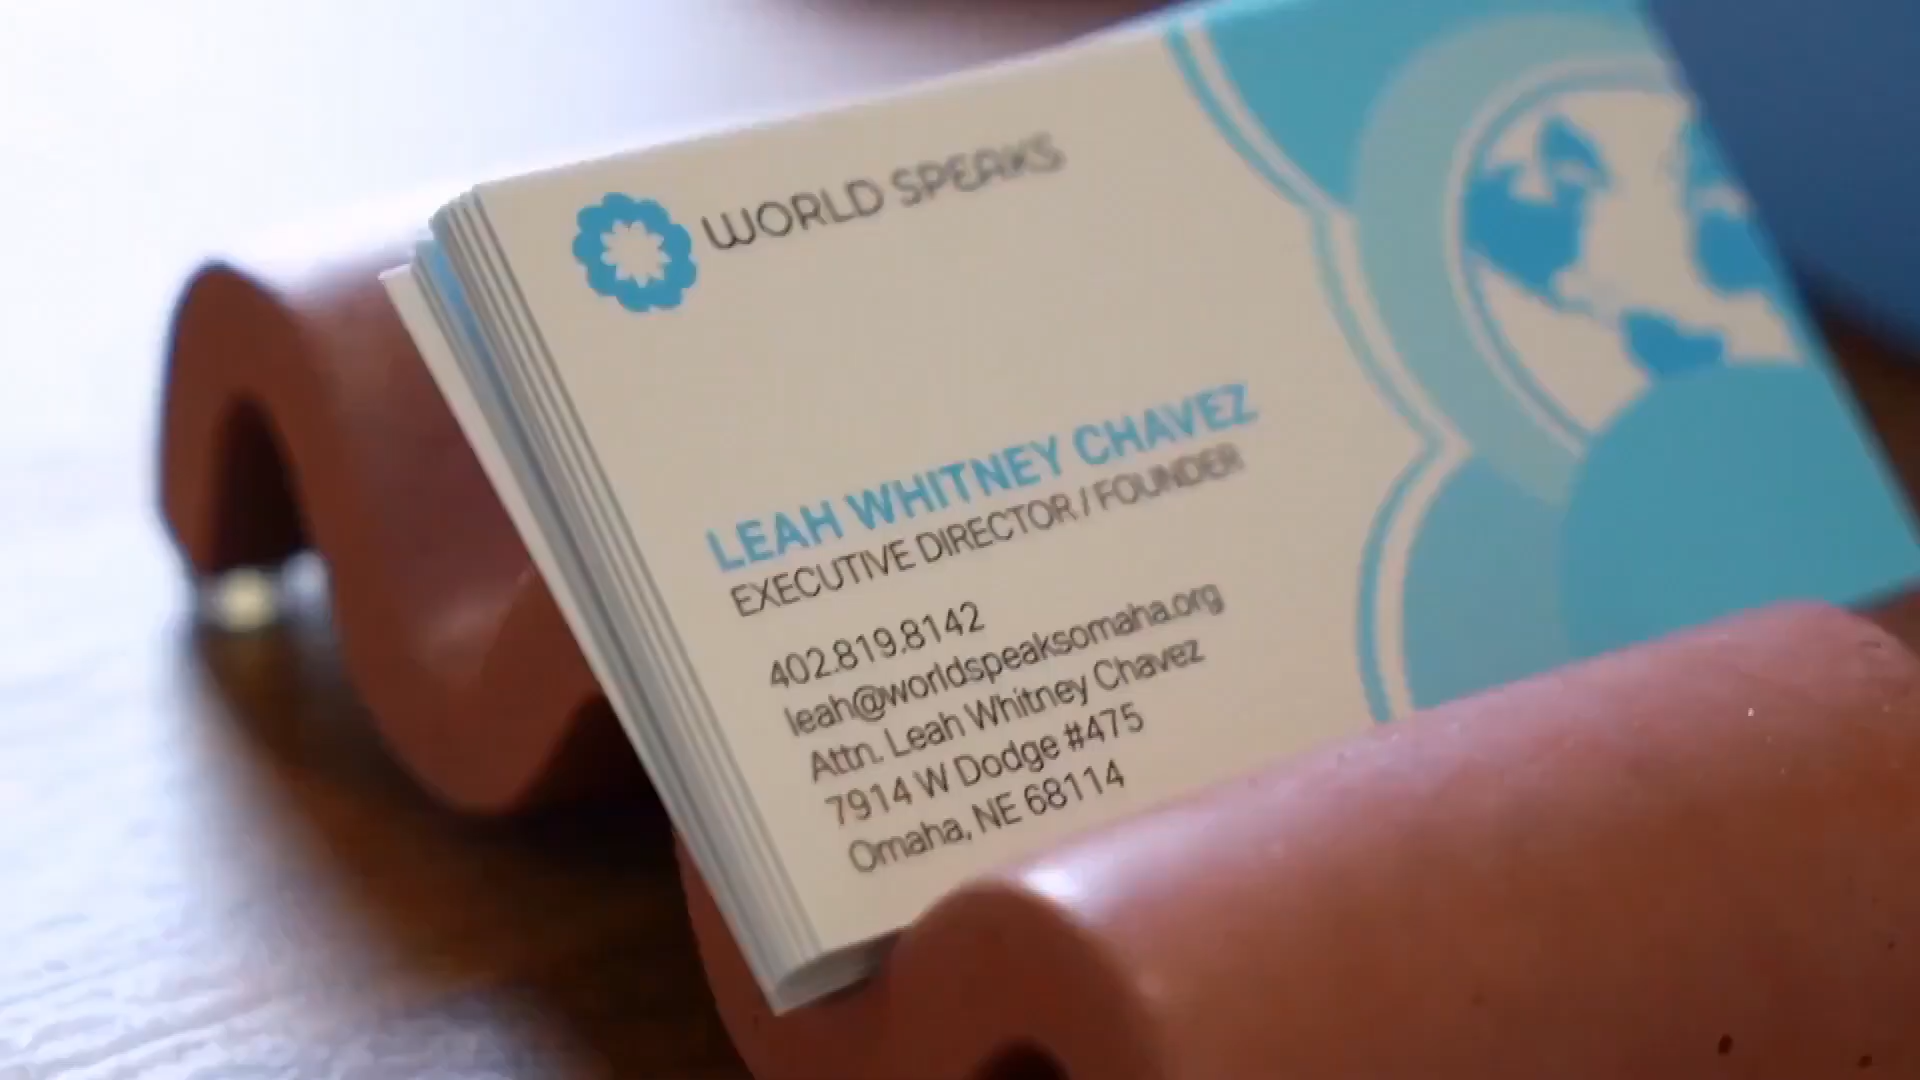 WORLD SPEAKS
LEAH WHITNEY CHAVEZ
EXECUTIVE DIRECTOR / FOUNDER
402.819.8142
leah@worldspeaksomaha.org
Attn. Leah Whitney Chavez
7914 W Dodge #475
Omaha, NE 68114